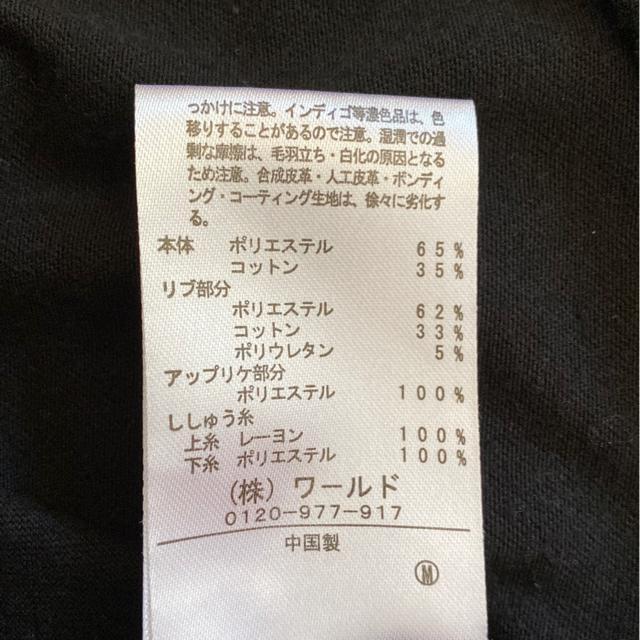 っかけに注意。インディゴ等濃色品は、色
移りすることがあるので注意。湿潤での過
剰な摩擦は、毛羽立ち・白化の原因となる
ため注意。合成皮革・人工皮革・ボンディ
ング・コーティング生地は、徐々に劣化す
る。
本体 ポリエステル 65%
コットン 35%
リブ部分
ポリエステル 62%
コットン 33%
ポリウレタン 5%
アップリケ部分
ポリエステル 100%
ししゅう糸
上糸 レーヨン 100%
下糸 ポリエステル 100%
(株) ワールド
0120-977-917
中国製
M